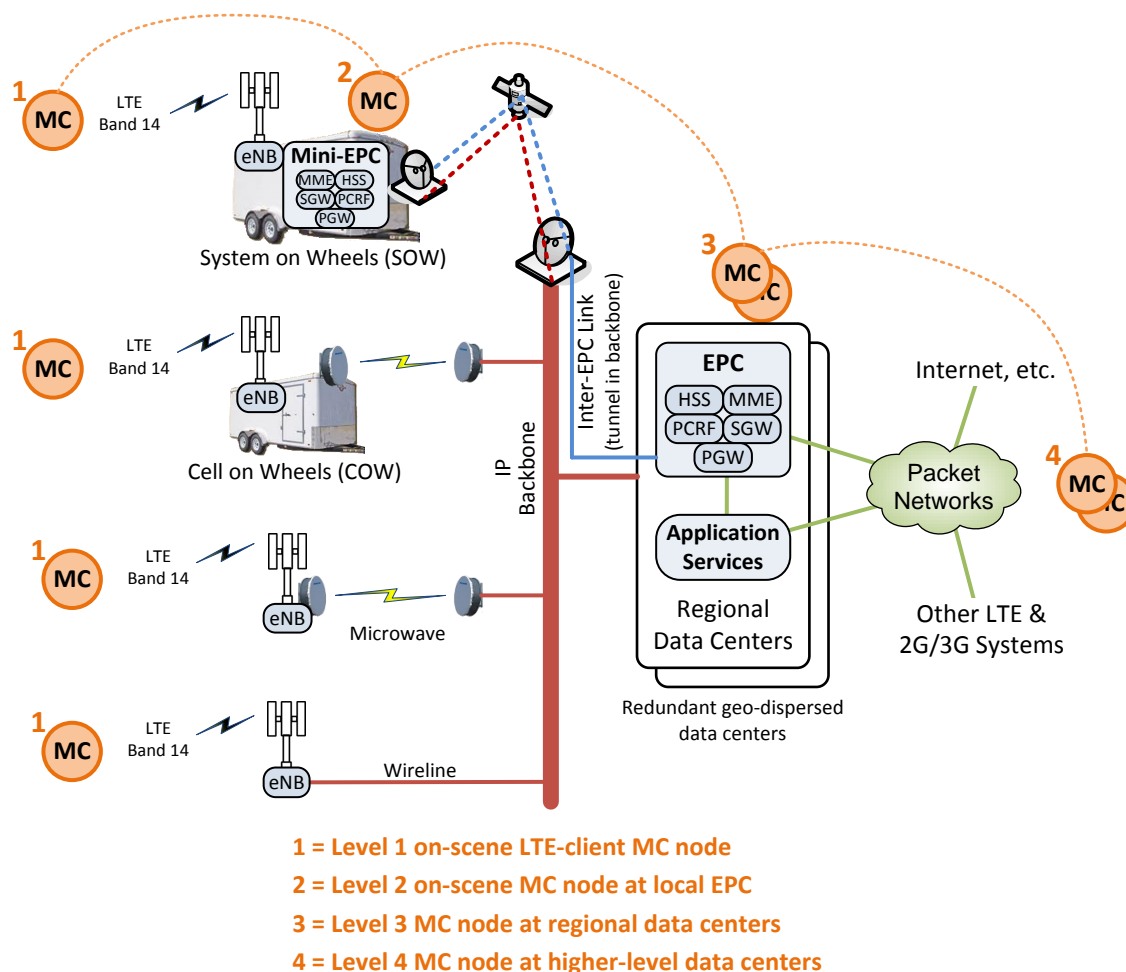 1
MC
LTE
Band 14
eNB
2
MC
Mini-EPC
MME
HSS
SGW
PCRF
PGW
System on Wheels (SOW)
1
MC
LTE
Band 14
eNB
Cell on Wheels (COW)
1
MC
LTE
Band 14
eNB
Microwave
1
MC
LTE
Band 14
eNB
Wireline
IP
Backbone
Inter-EPC Link
(tunnel in backbone)
3
MC
MC
EPC
HSS
MME
PCRF
SGW
PGW
Application
Services
Regional
Data Centers
Redundant geo-dispersed
data centers
Internet, etc.
Packet
Networks
Other LTE &
2G/3G Systems
4
MC
MC
1 = Level 1 on-scene LTE-client MC node
2 = Level 2 on-scene MC node at local EPC
3 = Level 3 MC node at regional data centers
4 = Level 4 MC node at higher-level data centers